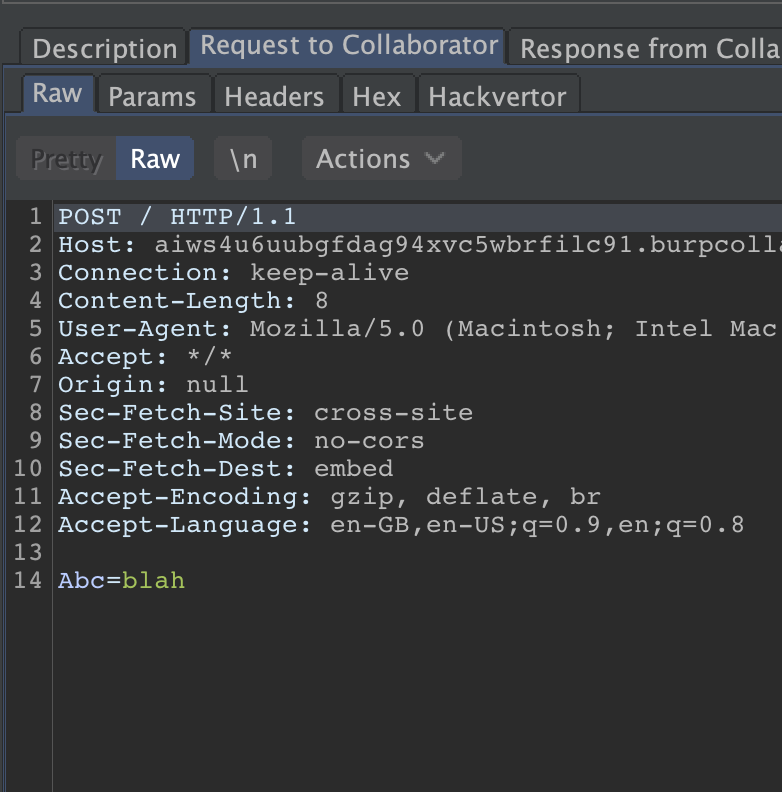 Description Request to Collaborator Response from Colla
Raw Params Headers Hex Hackvertor
Pretty Raw \n Actions
1 POST / HTTP/1.1
2 Host: aiws4u6uubgfdag94xvc5wbrfilc91.burpcolla
3 Connection: keep-alive
4 Content-Length: 8
5 User-Agent: Mozilla/5.0 (Macintosh; Intel Mac
6 Accept: */*
7 Origin: null
8 Sec-Fetch-Site: cross-site
9 Sec-Fetch-Mode: no-cors
10 Sec-Fetch-Dest: embed
11 Accept-Encoding: gzip, deflate, br
12 Accept-Language: en-GB,en-US;q=0.9,en;q=0.8
13
14 Abc=blah